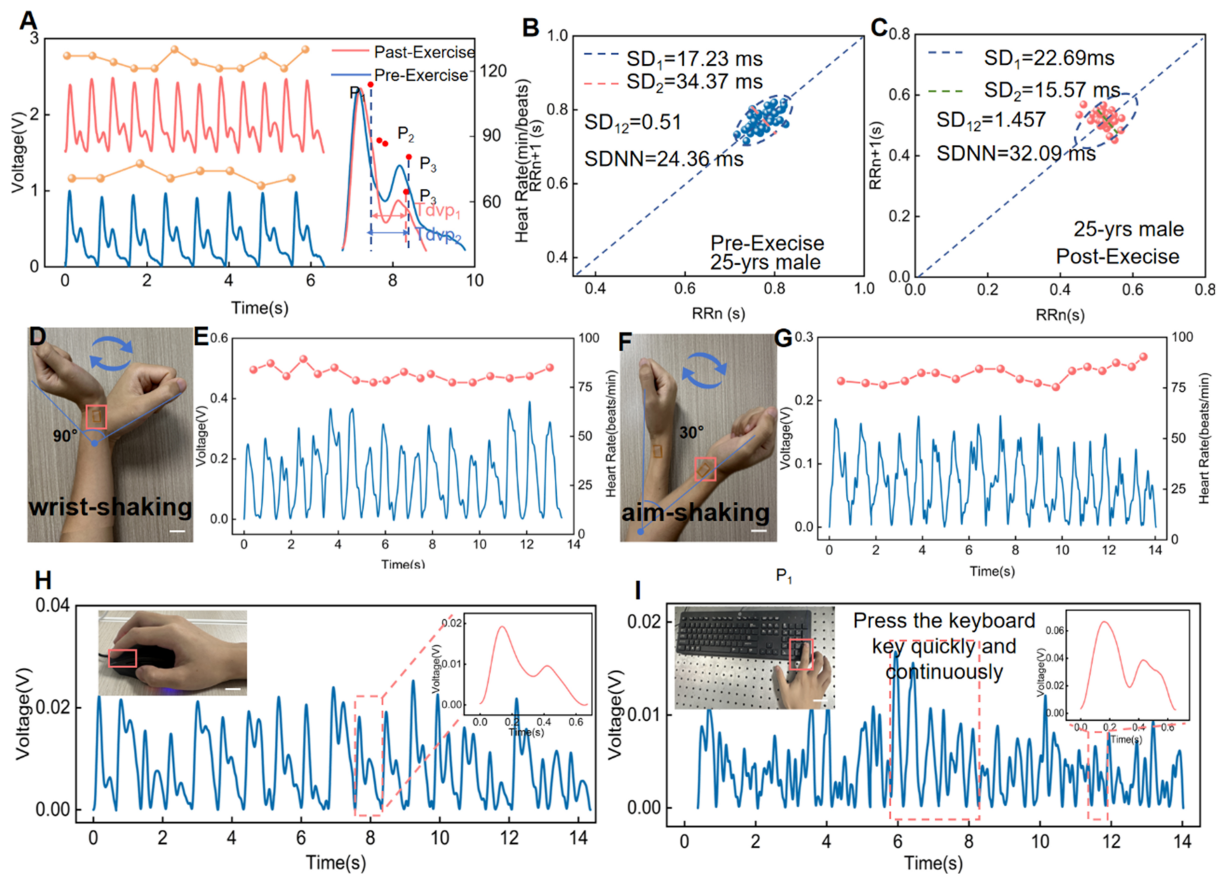 A
3
2
1
0
Voltage(V)
0
2
4
6
8
10
Time(s)
120
90
60
Heat Rate(min/beats)
Past-Exercise
Pre-Exercise
P
P2
P3
P3
Tdvp1
Tdvp2
B
1.0
0.8
0.6
0.4
RRn+1 (s)
0.4
0.6
0.8
1.0
RRn (s)
SD1=17.23 ms
SD2=34.37 ms
SD12=0.51
SDNN=24.36 ms
Pre-Execise
25-yrs male
C
0.8
0.6
0.4
0.2
0.0
RRn+1(s)
0.0
0.2
0.4
0.6
0.8
RRn(s)
SD1=22.69ms
SD2=15.57 ms
SD12=1.457
SDNN=32.09 ms
25-yrs male
Post-Execise
D
90°
wrist-shaking
E
0.6
0.4
0.2
0.0
Voltage(V)
0
2
4
6
8
10
12
14
Time(s)
100
75
50
25
0
Heart Rate(beats/min)
F
30°
aim-shaking
G
0.3
0.2
0.1
0.0
Voltage(V)
0
2
4
6
8
10
12
14
Time(s)
100
75
50
25
0
Heart Rate(beats/min)
P1
H
0.04
0.03
0.02
0.01
0.00
Voltage(V)
0
2
4
6
8
10
12
14
Time(s)
0.02
0.01
0.00
Voltage(V)
0.0
0.2
0.4
0.6
Time(s)
I
0.02
0.01
0.00
Voltage(V)
0
2
4
6
8
10
12
14
Time(s)
Press the keyboard
key quickly and
continuously
0.06
0.04
0.02
0.00
Voltage(V)
0.0
0.2
0.4
0.6
Time(s)